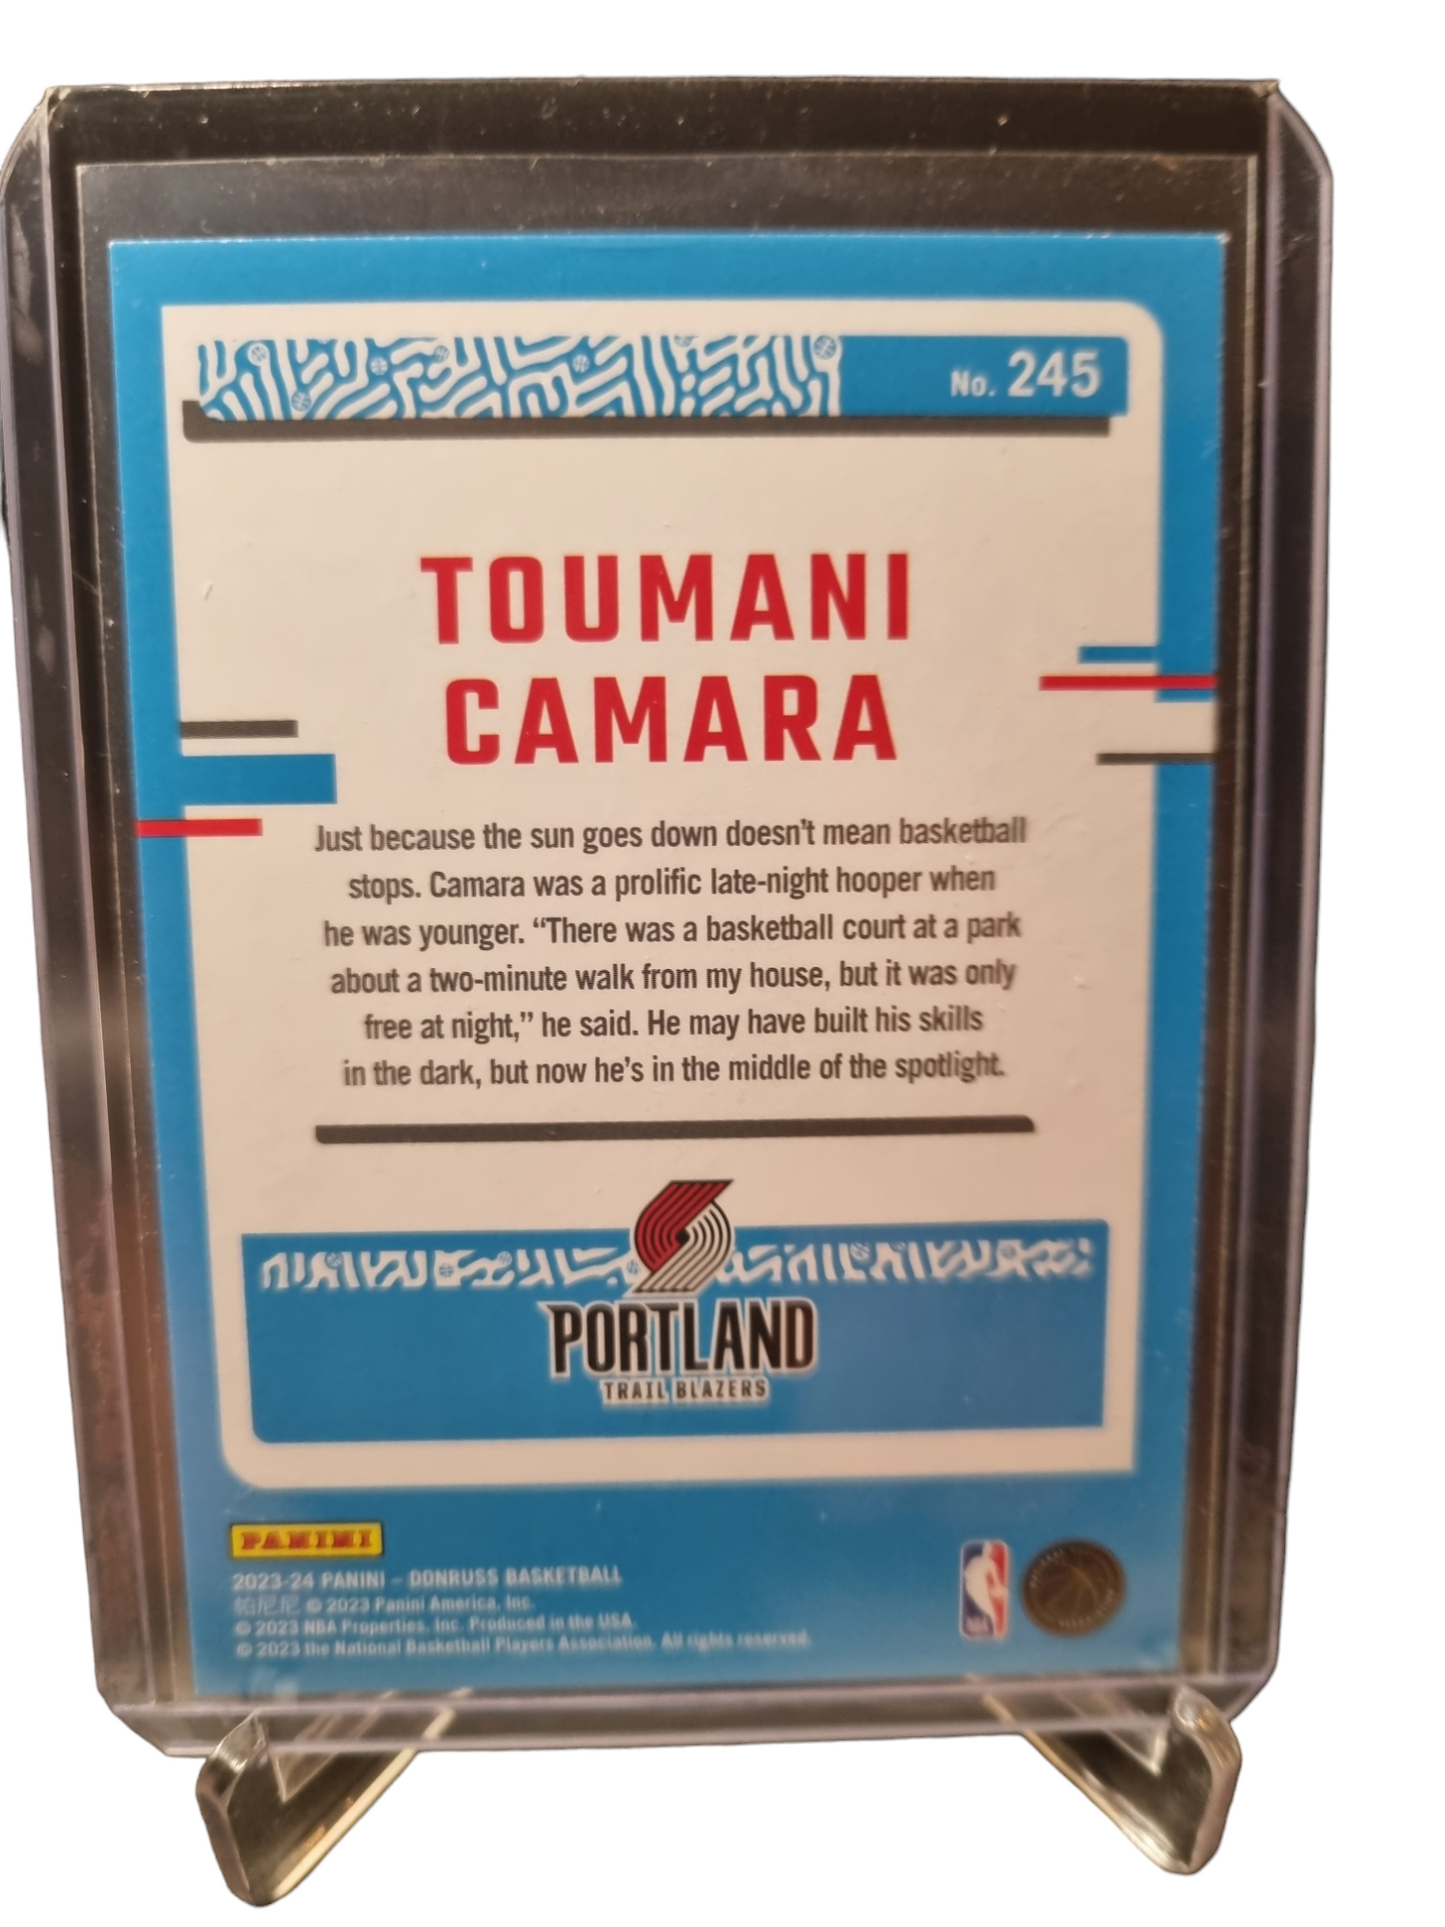 No. 245
TOUMANI
CAMARA
Just because the sun goes down doesn't mean basketball
stops. Camara was a prolific late-night hooper when
he was younger. “There was a basketball court at a park
about a two-minute walk from my house, but it was only
free at night,” he said. He may have built his skills
in the dark, but now he's in the middle of the spotlight.
PORTLAND
TRAIL BLAZERS
PANINI
2023-24 PANINI – DONRUSS BASKETBALL
帕尼尼 © 2023 Panini America, Inc.
© 2023 NBA Properties, Inc. Produced in the USA.
© 2023 the National Basketball Players Association. All rights reserved.
NBA